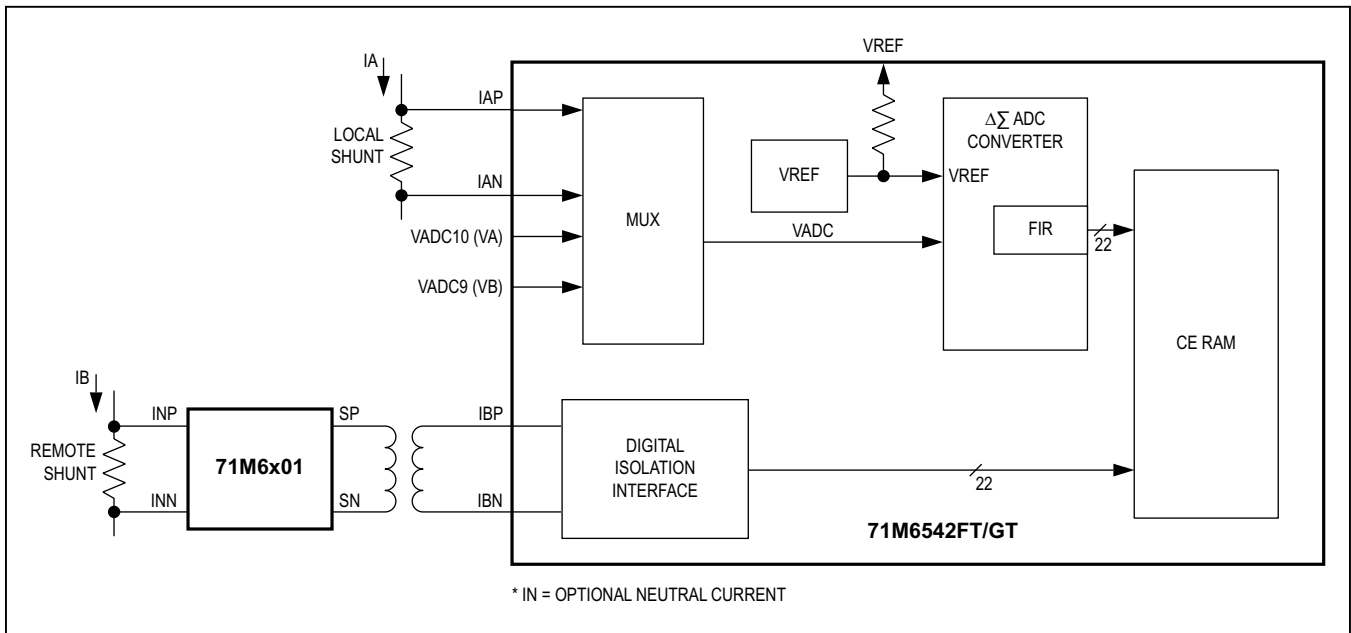 IA
IAP
LOCAL
SHUNT
IAN
VADC10 (VA)
VADC9 (VB)
MUX
VREF
VREF
VREF
VADC
∆∑ ADC
CONVERTER
FIR
22
CE RAM
IB
INP
REMOTE
SHUNT
INN
71M6x01
SP
SN
IBP
IBN
DIGITAL
ISOLATION
INTERFACE
22
71M6542FT/GT
* IN = OPTIONAL NEUTRAL CURRENT